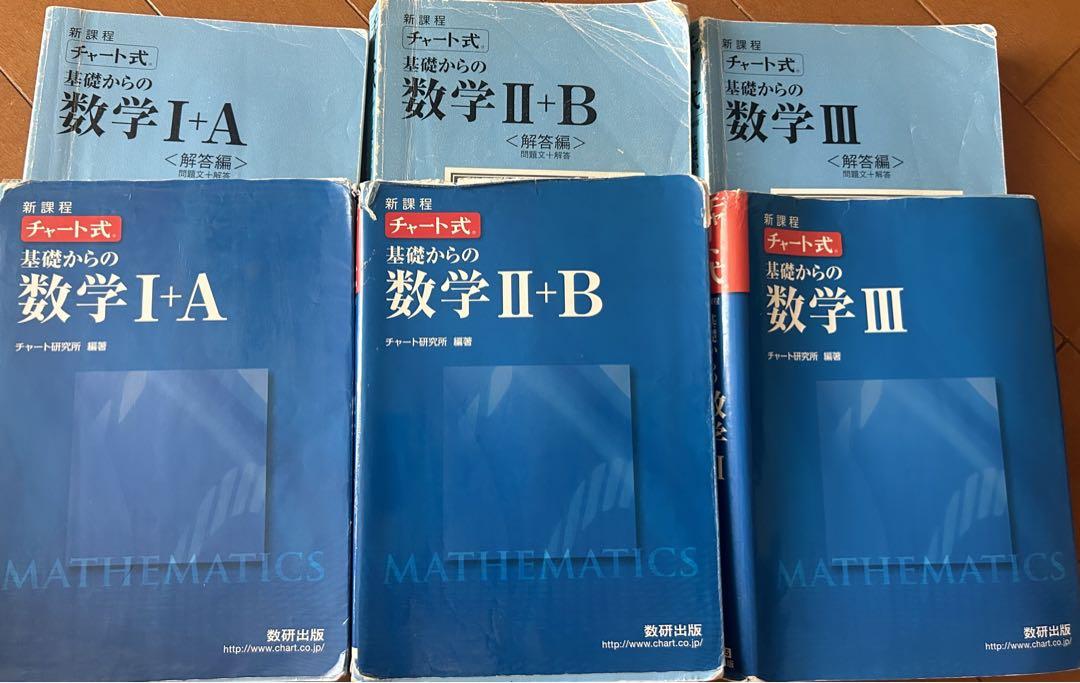 新課程
チャート式®
基礎からの
数学I+A
<解答編>
問題文+解答
新課程
チャート式®
基礎からの
数学II+B
<解答編>
問題文+解答
新課程
チャート式®
基礎からの
数学III
<解答編>
問題文+解答
新課程
チャート式®
基礎からの
数学I+A
チャート研究所 編著
MATHEMATICS
数研出版
http://www.chart.co.jp/
新課程
チャート式®
基礎からの
数学II+B
チャート研究所 編著
MATHEMATICS
数研出版
http://www.chart.co.jp/
新課程
チャート式®
基礎からの
数学III
チャート研究所 編著
MATHEMATICS
数研出版
http://www.chart.co.jp/